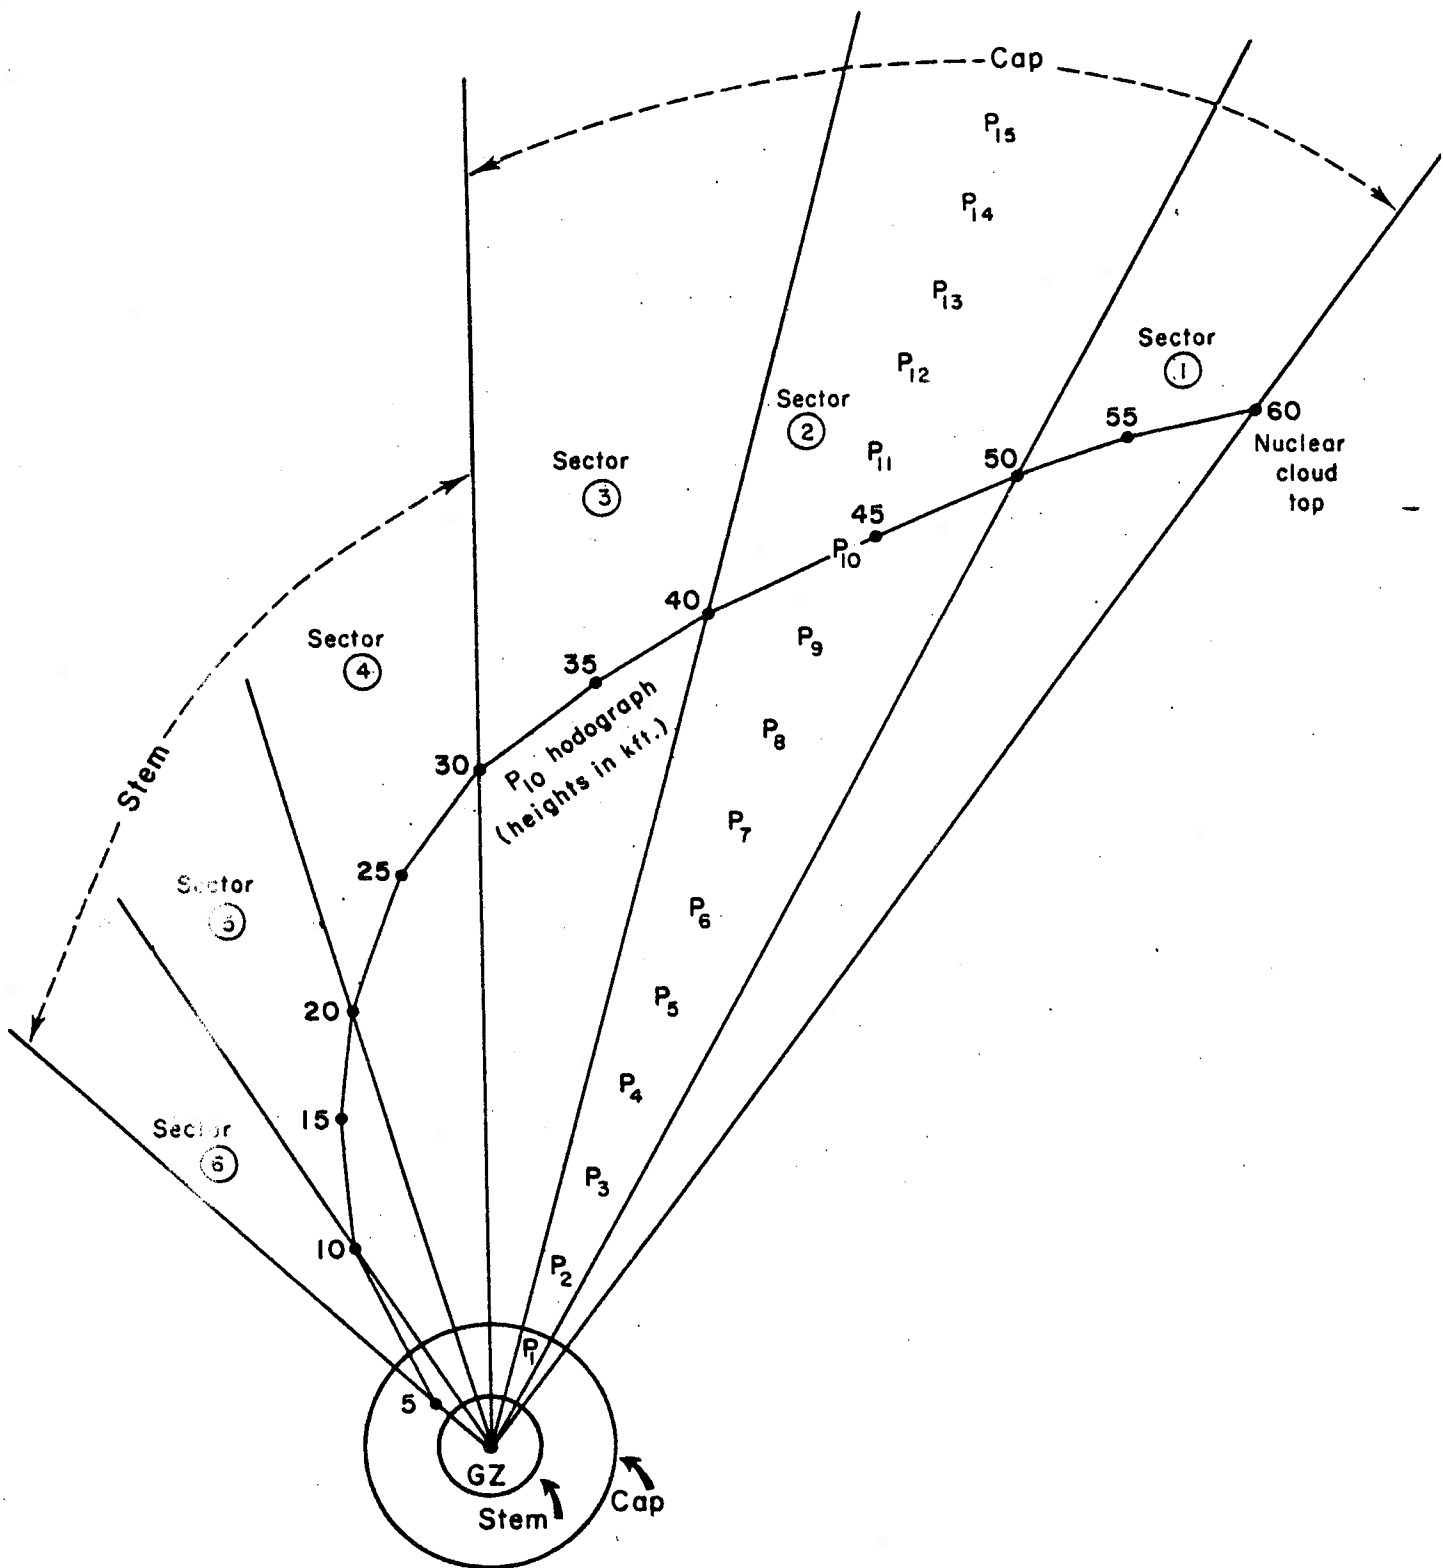 Cap
P15
P14
P13
Sector
1
P12
Sector
2
60
55
Nuclear
cloud
top
P11
Sector
3
50
45
P10
40
P9
Sector
4
35
P10 hodograph
(heights in kft.)
P8
30
Stem
P7
25
Sector
5
P6
P5
20
P4
15
Sector
6
P3
10
P2
P1
5
GZ
Stem
Cap